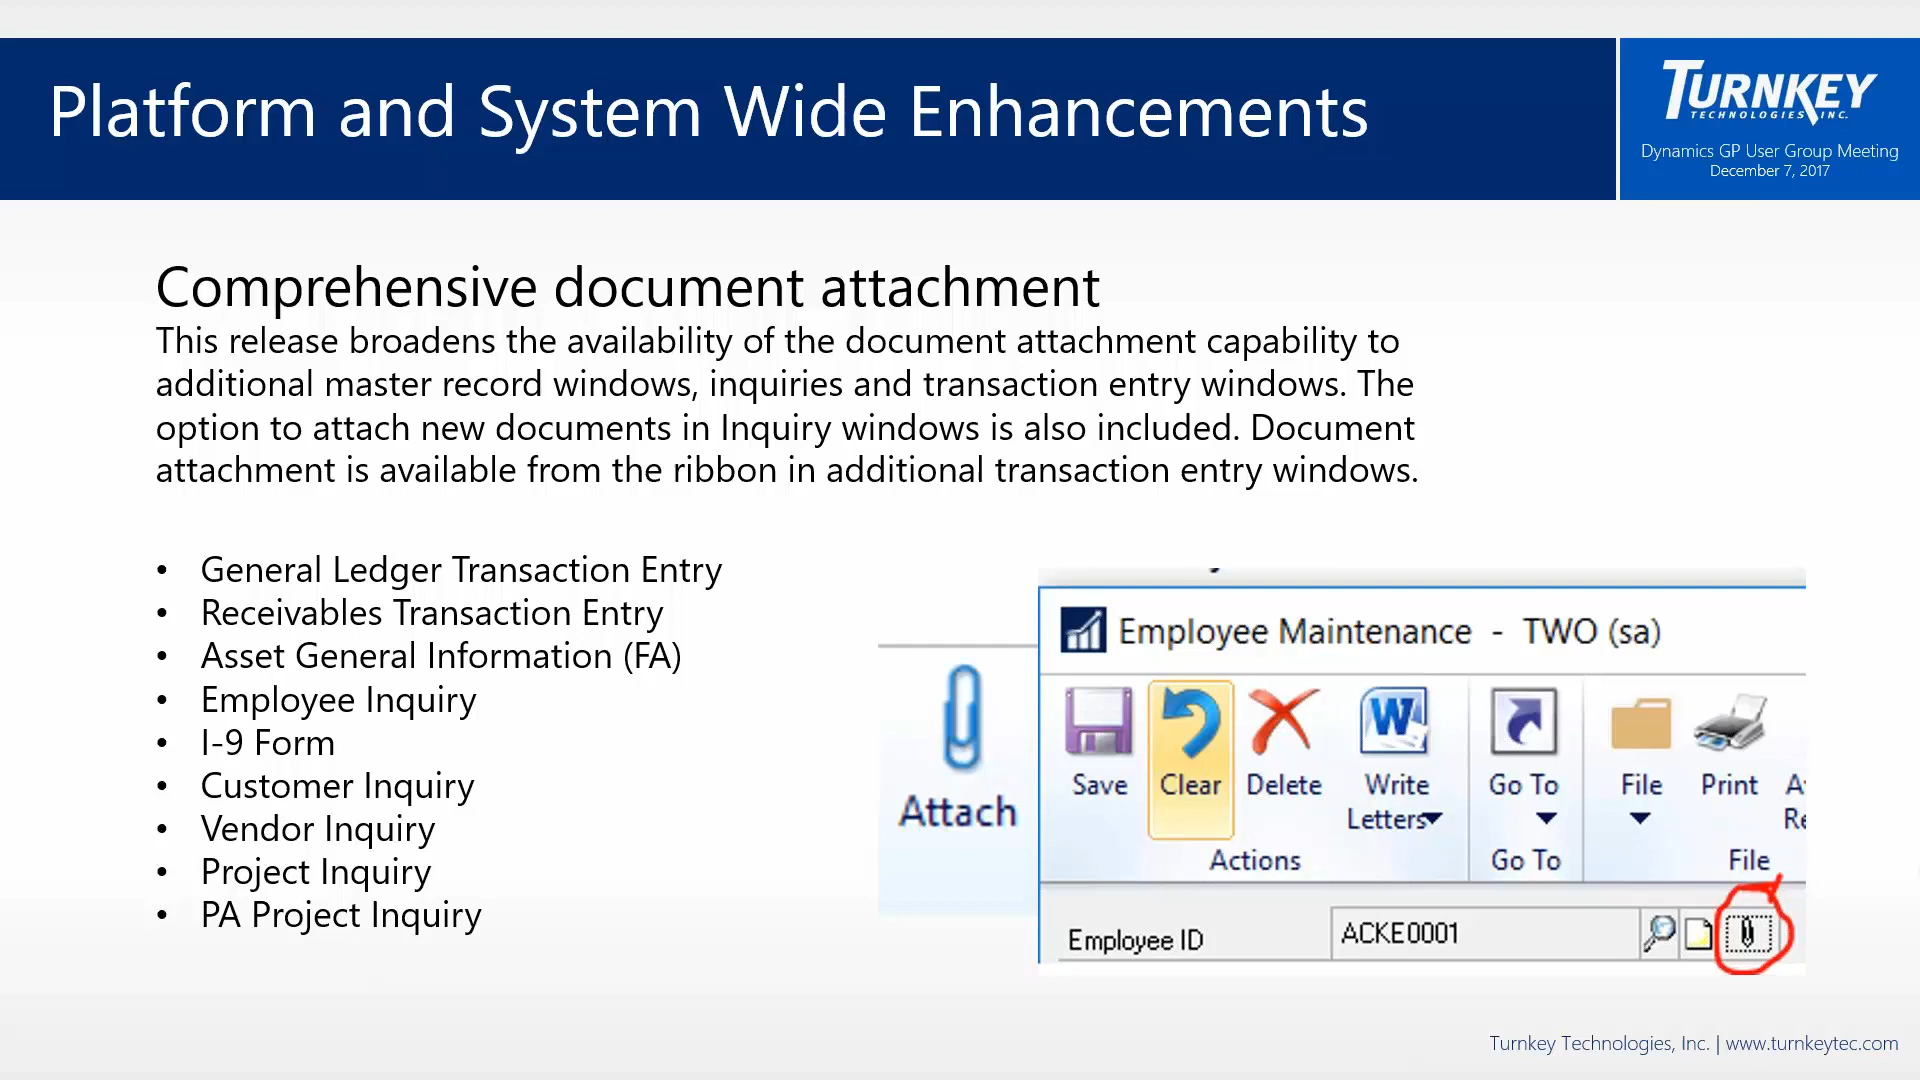 Platform and System Wide Enhancements
TURNKEY
TECHNOLOGIES, INC.
Dynamics GP User Group Meeting
December 7, 2017
Comprehensive document attachment
This release broadens the availability of the document attachment capability to
additional master record windows, inquiries and transaction entry windows. The
option to attach new documents in Inquiry windows is also included. Document
attachment is available from the ribbon in additional transaction entry windows.
• General Ledger Transaction Entry
• Receivables Transaction Entry
• Asset General Information (FA)
• Employee Inquiry
• I-9 Form
• Customer Inquiry
• Vendor Inquiry
• Project Inquiry
• PA Project Inquiry
Attach
Employee Maintenance - TWO (sa)
Save Clear Delete Write Letters Go To File Print
Actions Go To File
Employee ID ACKE0001
Turnkey Technologies, Inc. | www.turnkeytec.com